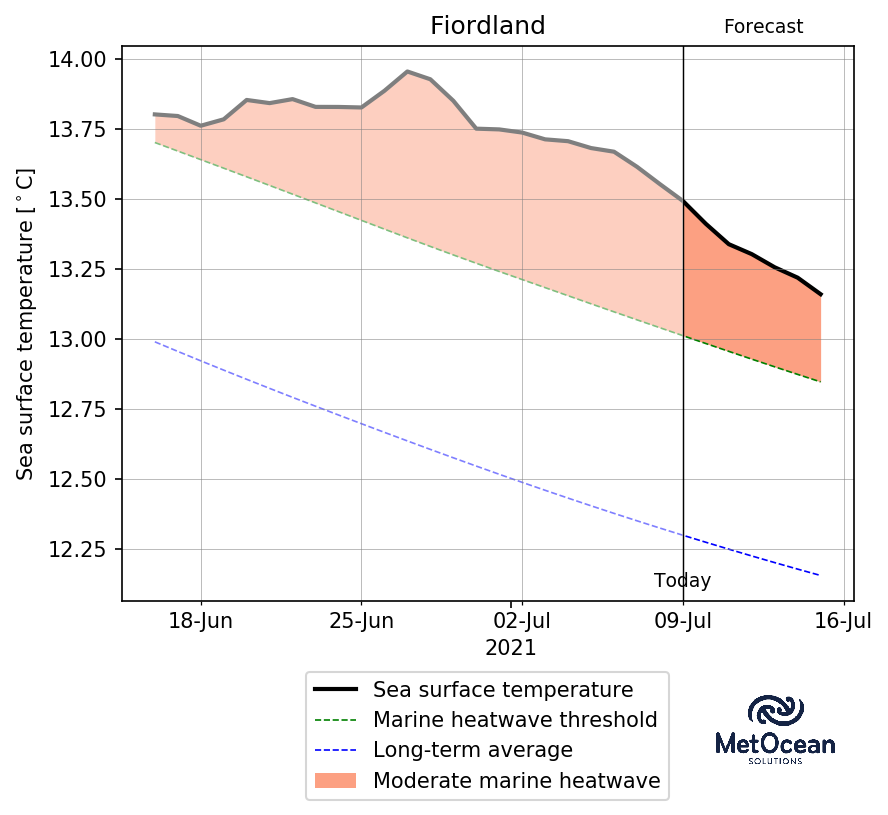 Fiordland
Forecast
14.00
13.75
13.50
13.25
13.00
12.75
12.50
12.25
Sea surface temperature [°C]
Today
18-Jun 25-Jun 02-Jul 09-Jul 16-Jul
2021
Sea surface temperature
Marine heatwave threshold
Long-term average
Moderate marine heatwave
MetOcean
SOLUTIONS